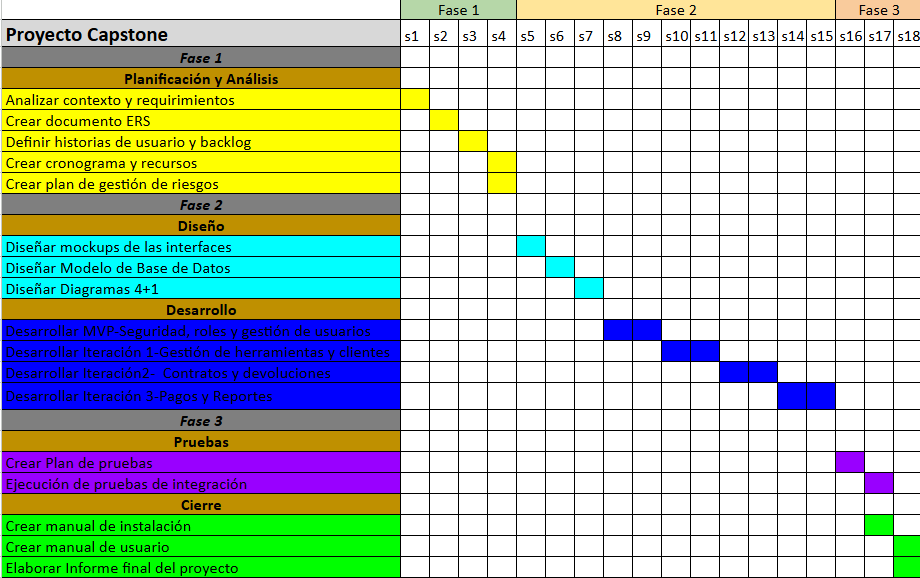 Fase 1 Fase 2 Fase 3
Proyecto Capstone s1 s2 s3 s4 s5 s6 s7 s8 s9 s10 s11 s12 s13 s14 s15 s16 s17 s18
Fase 1
Planificación y Análisis
Analizar contexto y requirimientos
Crear documento ERS
Definir historias de usuario y backlog
Crear cronograma y recursos
Crear plan de gestión de riesgos
Fase 2
Diseño
Diseñar mockups de las interfaces
Diseñar Modelo de Base de Datos
Diseñar Diagramas 4+1
Desarrollo
Desarrollar MVP-Seguridad, roles y gestión de usuarios
Desarrollar Iteración 1-Gestión de herramientas y clientes
Desarrollar Iteración2- Contratos y devoluciones
Desarrollar Iteración 3-Pagos y Reportes
Fase 3
Pruebas
Crear Plan de pruebas
Ejecución de pruebas de integración
Cierre
Crear manual de instalación
Crear manual de usuario
Elaborar Informe final del proyecto